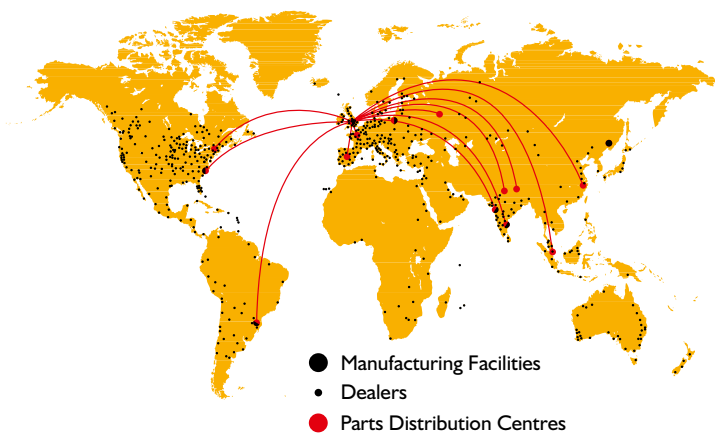 Manufacturing Facilities
Dealers
Parts Distribution Centres